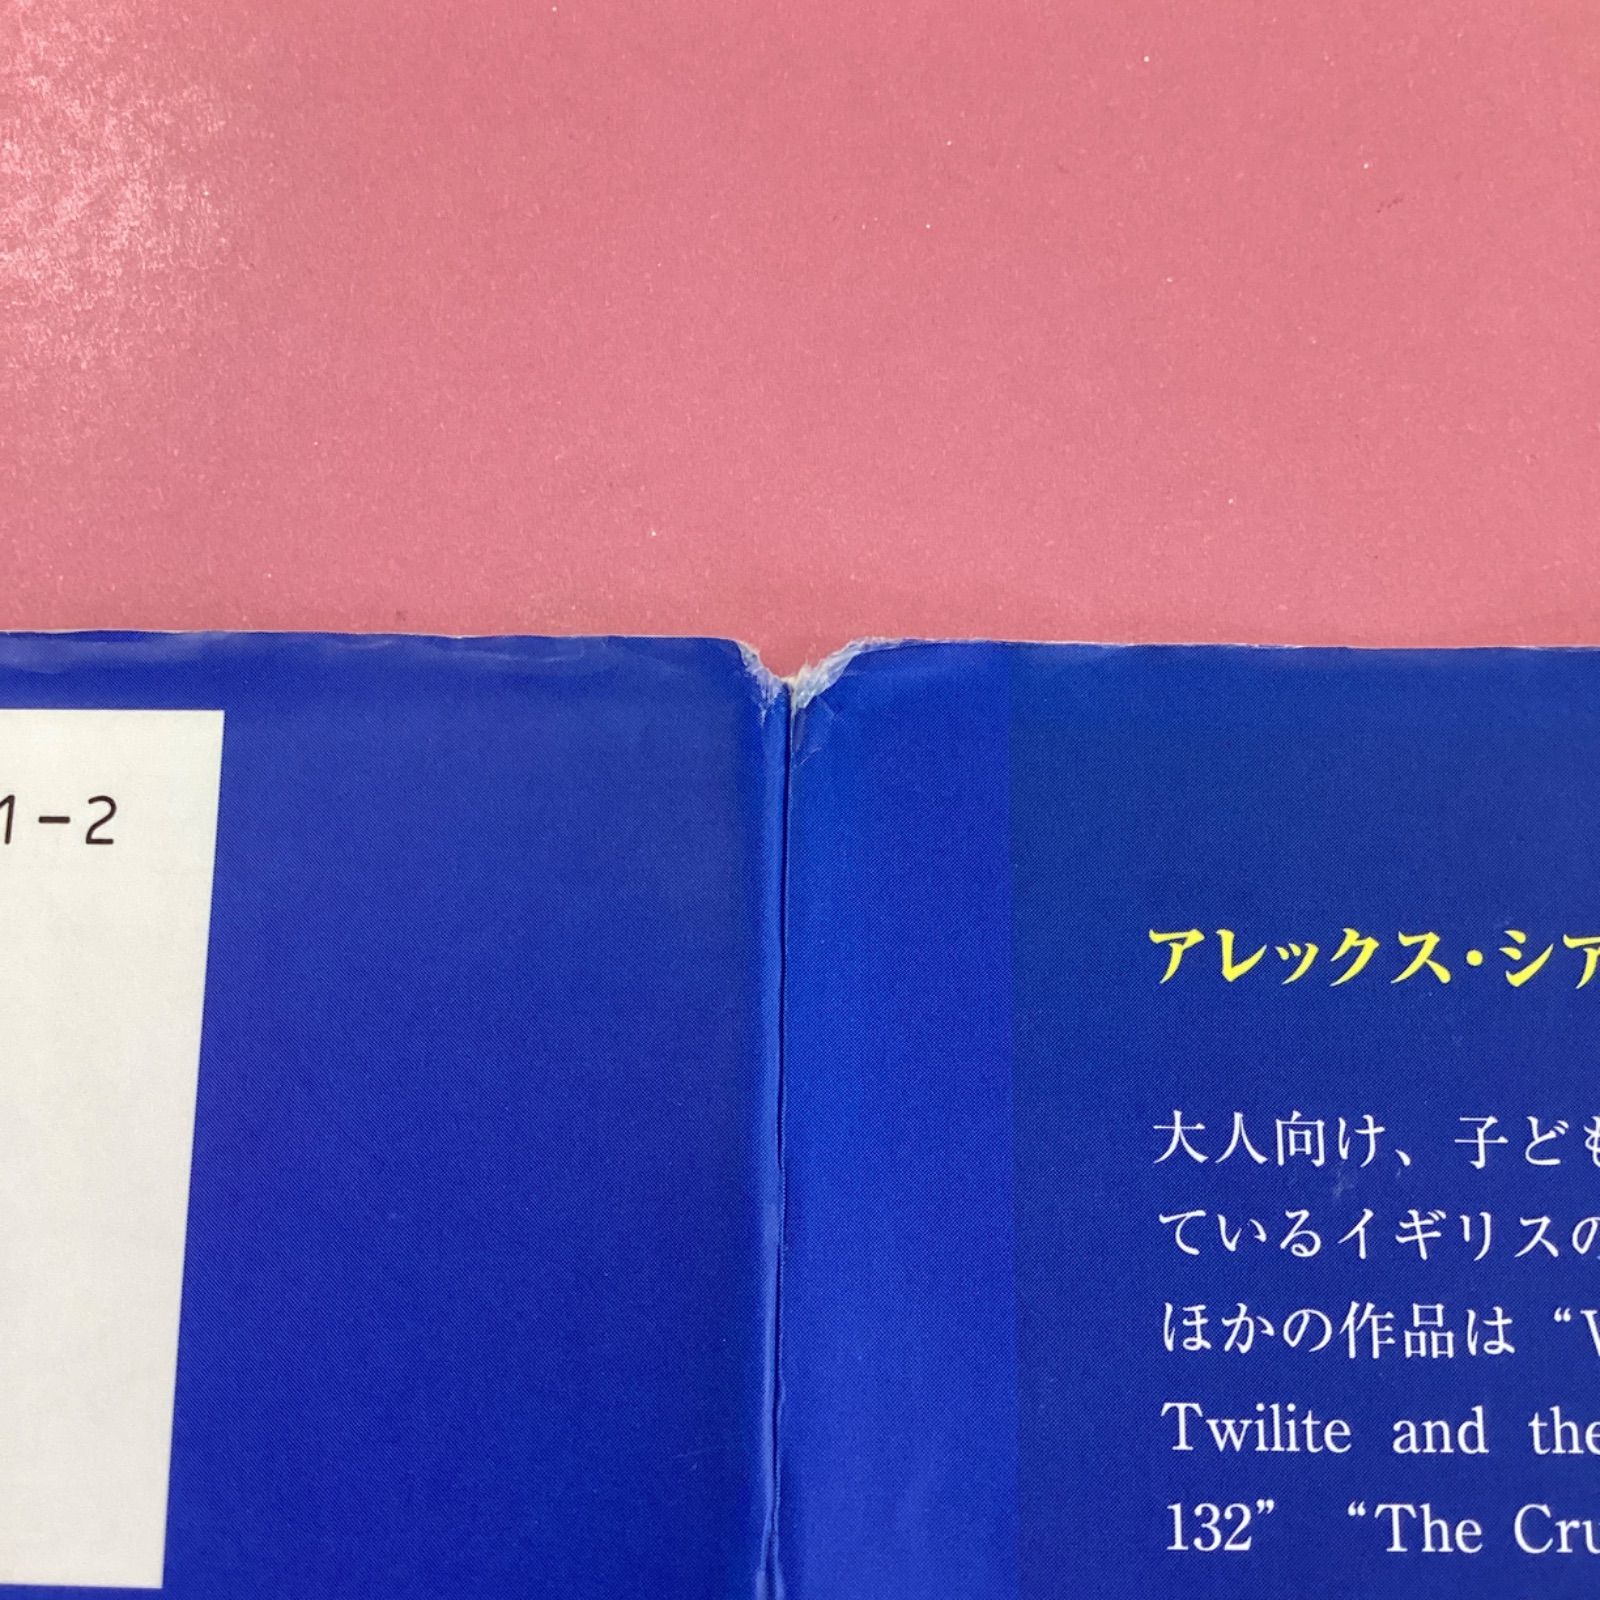 1-2
アレックス・シア
大人向け、子ども
ているイギリスの
ほかの作品は “
Twilite and the
132” “The